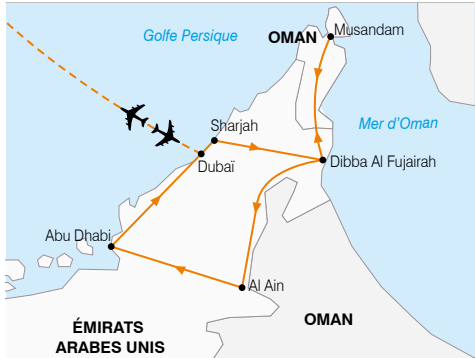 Musandam
Golfe Persique
OMAN
Mer d'Oman
Sharjah
Dubaï
Dibba Al Fujairah
Abu Dhabi
Al Ain
OMAN
ÉMIRATS
ARABES UNIS